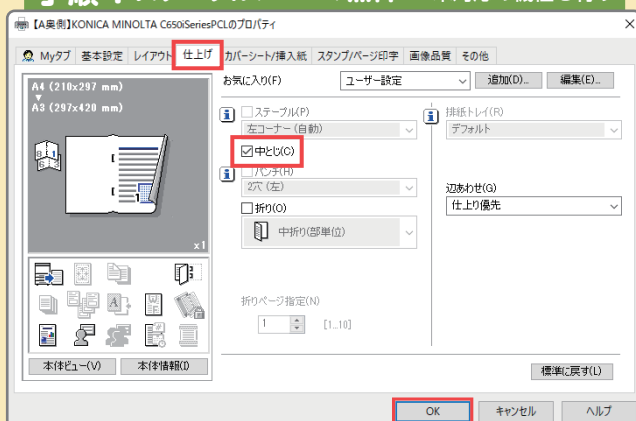 【A奥側】KONICA MINOLTA C650iSeriesPCLのプロパティ
Myタブ 基本設定 レイアウト 仕上げ カバーシート/挿入紙 スタンプ/ページ印字 画像品質 その他
A4 (210x297 mm)
A3 (297x420 mm)
x1
本体ビュー(V) 本体情報(I)
お気に入り(F) ユーザー設定 追加(D)... 編集(E)...
ステープル(P)
左コーナー (自動)
中とじ(C)
パンチ(H)
2穴 (左)
折り(O)
中折り(部単位)
折りページ指定(N)
1 [1..10]
排紙トレイ(R)
デフォルト
辺あわせ(G)
仕上り優先
標準に戻す(L)
OK キャンセル ヘルプ